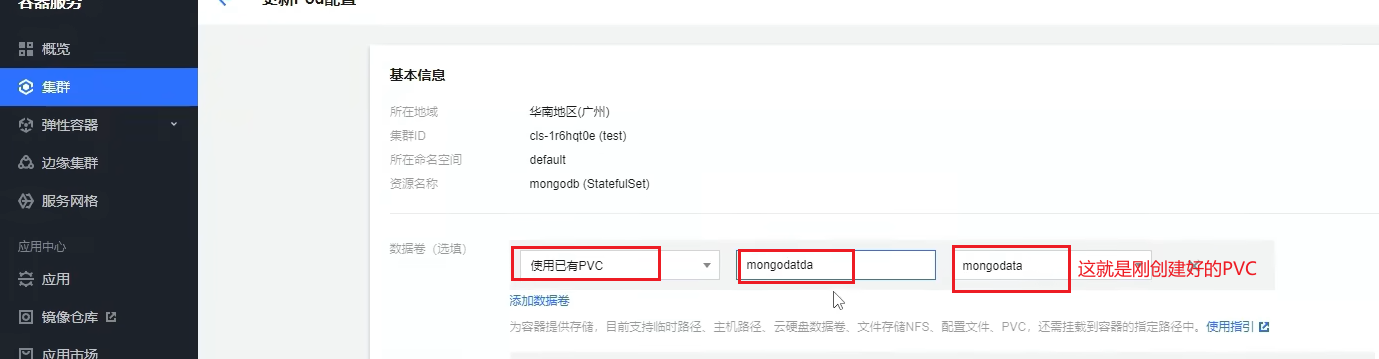 容器服务
更新Pod配置
概览
集群
弹性容器
边缘集群
服务网格
应用中心
应用
镜像仓库
应用市场
基本信息
所在地域 华南地区(广州)
集群ID cls-1r6hqt0e (test)
所在命名空间 default
资源名称 mongodb (StatefulSet)
数据卷（选填） 使用已有PVC mongodatda mongodata 这就是刚创建好的PVC
添加数据卷
为容器提供存储，目前支持临时路径、主机路径、云硬盘数据卷、文件存储NFS、配置文件、PVC，还需挂载到容器的指定路径中。使用指引